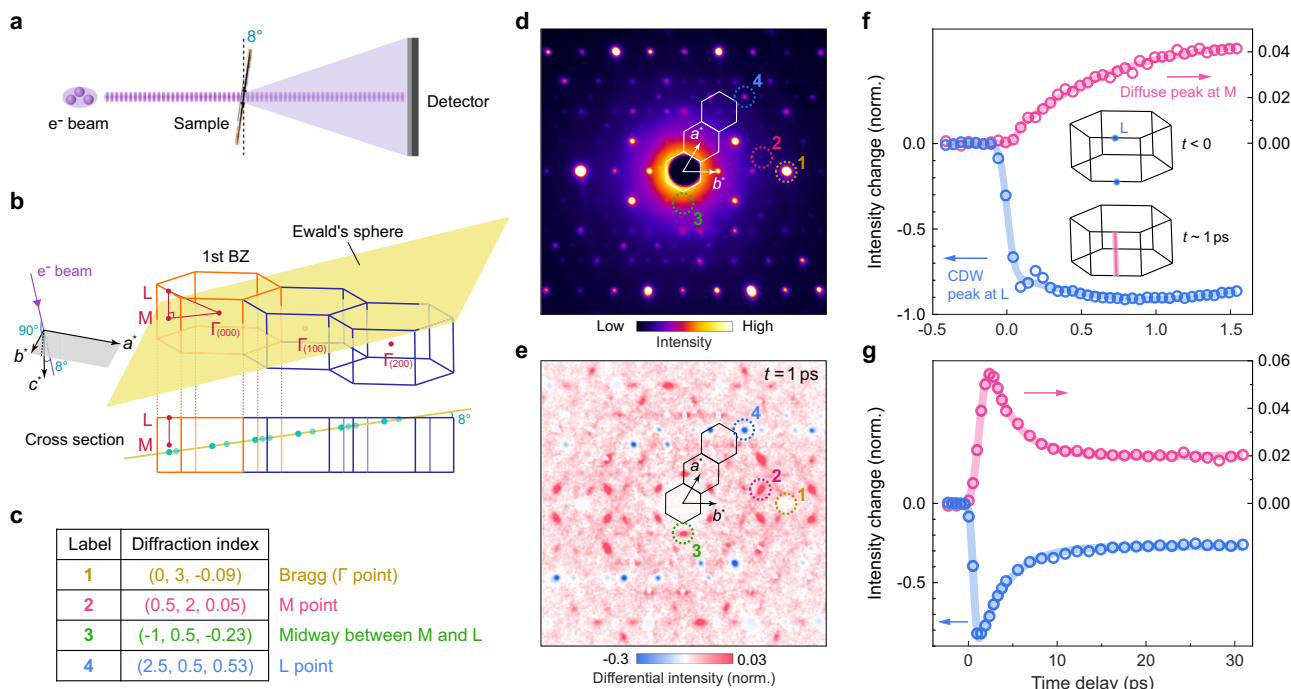 a
8°
e⁻ beam
Sample
Detector
b
Ewald's sphere
1st BZ
e⁻ beam
L
M
Γ(000)
Γ(100)
Γ(200)
90°
a*
b*
8°
c*
L
M
Cross section
8°
c
Label Diffraction index
1 (0, 3, -0.09) Bragg (Γ point)
2 (0.5, 2, 0.05) M point
3 (-1, 0.5, -0.23) Midway between M and L
4 (2.5, 0.5, 0.53) L point
d
4
a*
2
1
b*
3
Low High
Intensity
e
t = 1 ps
4
a*
2
1
b*
3
-0.3 0.03
Differential intensity (norm.)
f
0.04
0.02
0.00
Diffuse peak at M
L
t < 0
t ~ 1 ps
CDW
peak at L
0.0
-0.5
-1.0
Intensity change (norm.)
-0.5 0.0 0.5 1.0 1.5
g
0.06
0.04
0.02
0.00
0.0
-0.5
Intensity change (norm.)
0 10 20 30
Time delay (ps)